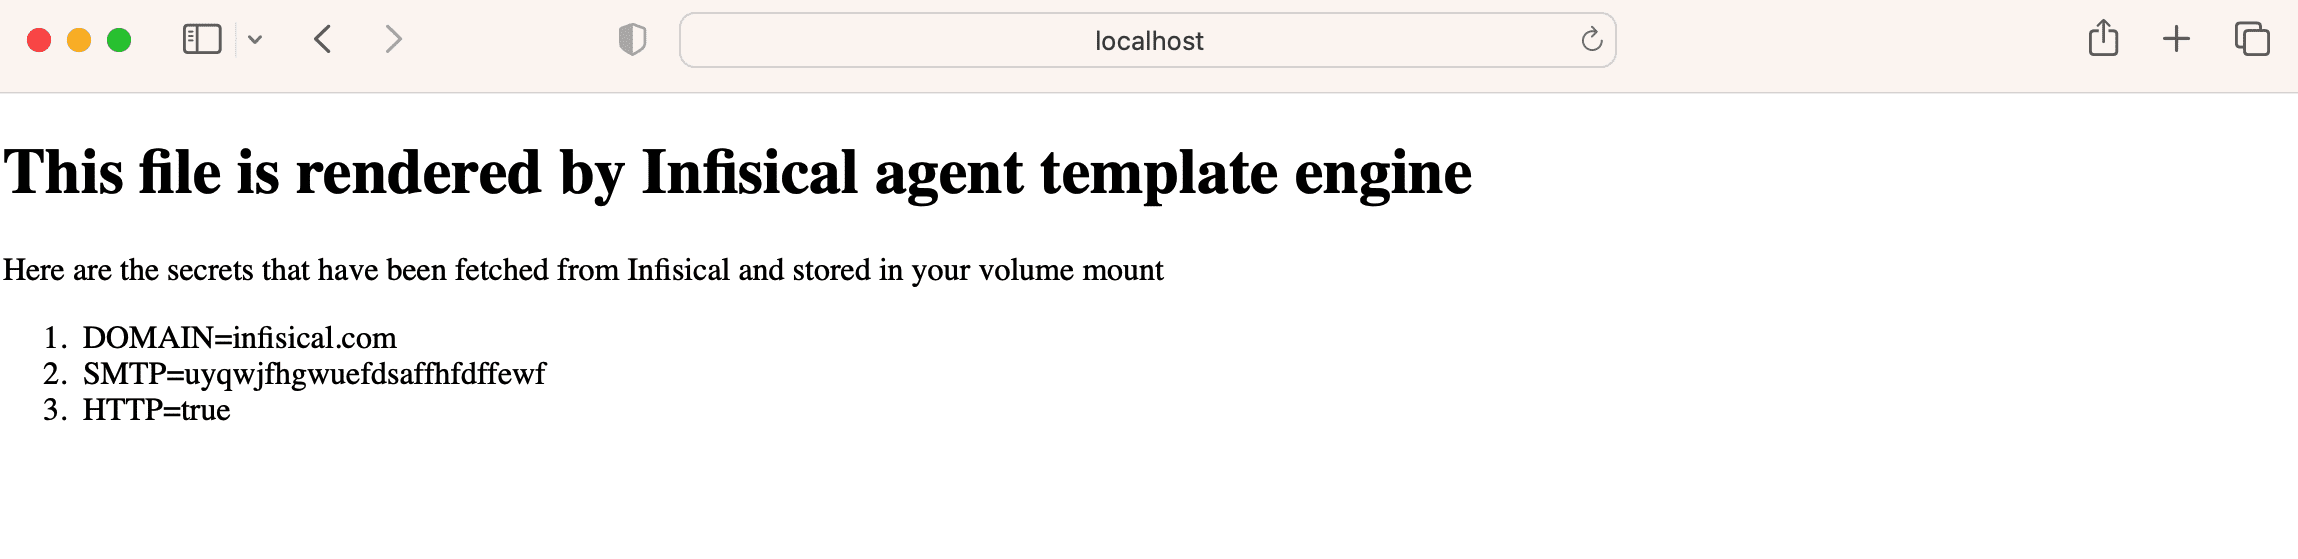 localhost
This file is rendered by Infisical agent template engine
Here are the secrets that have been fetched from Infisical and stored in your volume mount
1. DOMAIN=infisical.com
2. SMTP=uyqwjfhgwuefdsaffhfdffewf
3. HTTP=true